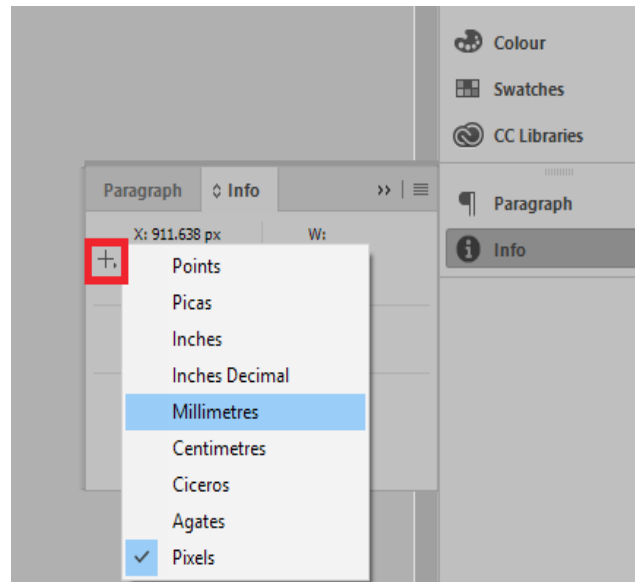 Colour
Swatches
CC Libraries
Paragraph
Info
Paragraph Info
X: 911.638 px W:
Points
Picas
Inches
Inches Decimal
Millimetres
Centimetres
Ciceros
Agates
Pixels